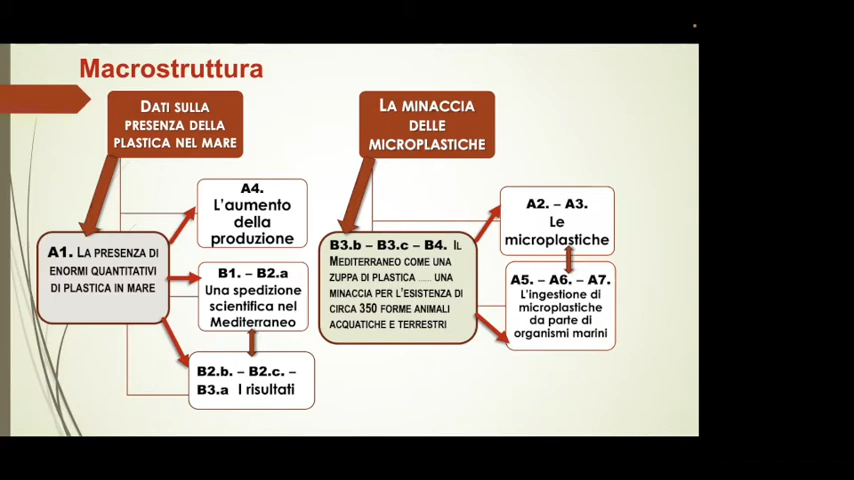 Macrostruttura
DATI SULLA
PRESENZA DELLA
PLASTICA NEL MARE
A1. LA PRESENZA DI
ENORMI QUANTITATIVI
DI PLASTICA IN MARE
A4.
L'aumento
della
produzione
B1. – B2.a
Una spedizione
scientifica nel
Mediterraneo
B2.b. – B2.c. –
B3.a I risultati
LA MINACCIA
DELLE
MICROPLASTICHE
B3.b – B3.c – B4. IL
MEDITERRANEO COME UNA
ZUPPA DI PLASTICA ...... UNA
MINACCIA PER L'ESISTENZA DI
CIRCA 350 FORME ANIMALI
ACQUATICHE E TERRESTRI
A2. – A3.
Le
microplastiche
A5. – A6. – A7.
L'ingestione di
microplastiche
da parte di
organismi marini